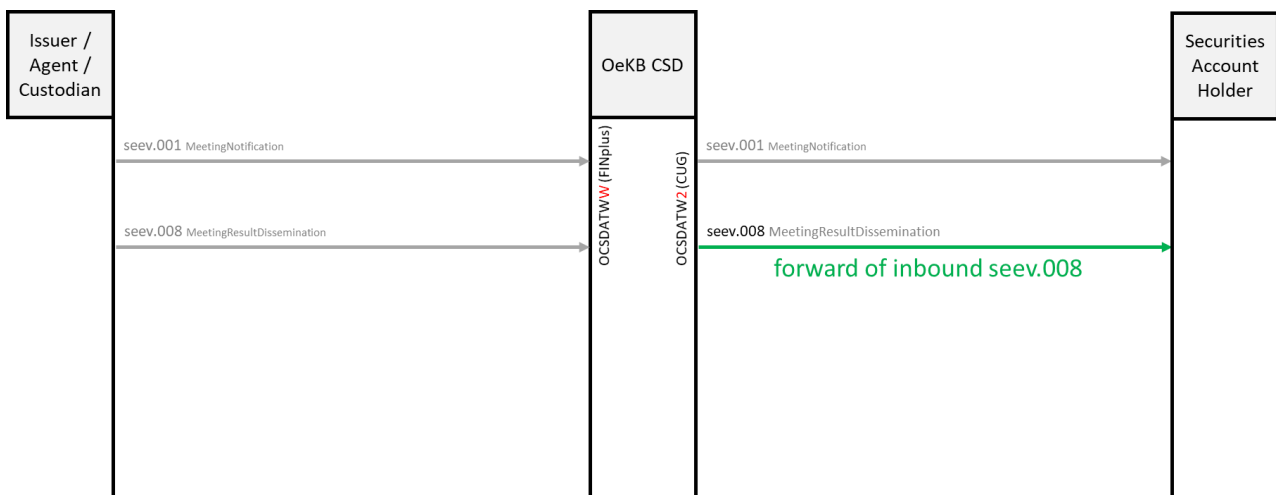 Issuer /
Agent /
Custodian
OeKB CSD
Securities
Account
Holder
seev.001 MeetingNotification
OCSDATWW (FINplus)
OCSDATW2 (CUG)
seev.001 MeetingNotification
seev.008 MeetingResultDissemination
seev.008 MeetingResultDissemination
forward of inbound seev.008